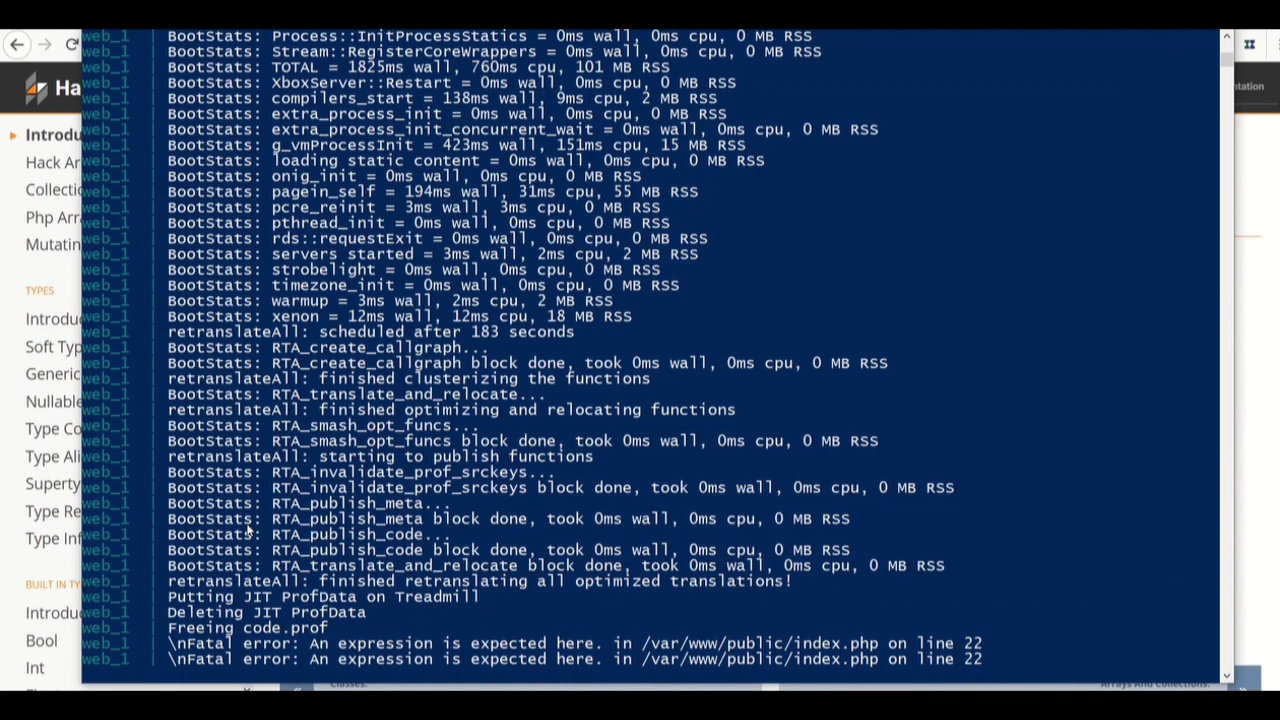 Ha
ntation
Introdu
Hack Ar
Collectio
Php Arra
Mutatin
TYPES
Introdu
Soft Typ
Generic
Nullable
Type Co
Type Ali
Superty
Type Re
Type Inf
BUILT IN TY
Introdu
Bool
Int
web_1 | BootStats: Process::InitProcessStatics = 0ms wall, 0ms cpu, 0 MB RSS
web_1 | BootStats: Stream::RegisterCoreWrappers = 0ms wall, 0ms cpu, 0 MB RSS
web_1 | BootStats: TOTAL = 1825ms wall, 760ms cpu, 101 MB RSS
web_1 | BootStats: XboxServer::Restart = 0ms wall, 0ms cpu, 0 MB RSS
web_1 | BootStats: compilers_start = 138ms wall, 9ms cpu, 2 MB RSS
web_1 | BootStats: extra_process_init = 0ms wall, 0ms cpu, 0 MB RSS
web_1 | BootStats: extra_process_init_concurrent_wait = 0ms wall, 0ms cpu, 0 MB RSS
web_1 | BootStats: g_vmProcessInit = 423ms wall, 151ms cpu, 15 MB RSS
web_1 | BootStats: loading static content = 0ms wall, 0ms cpu, 0 MB RSS
web_1 | BootStats: onig_init = 0ms wall, 0ms cpu, 0 MB RSS
web_1 | BootStats: pagein_self = 194ms wall, 31ms cpu, 55 MB RSS
web_1 | BootStats: pcre_reinit = 3ms wall, 3ms cpu, 0 MB RSS
web_1 | BootStats: pthread_init = 0ms wall, 0ms cpu, 0 MB RSS
web_1 | BootStats: rds::requestExit = 0ms wall, 0ms cpu, 0 MB RSS
web_1 | BootStats: servers started = 3ms wall, 2ms cpu, 2 MB RSS
web_1 | BootStats: strobelight = 0ms wall, 0ms cpu, 0 MB RSS
web_1 | BootStats: timezone_init = 0ms wall, 0ms cpu, 0 MB RSS
web_1 | BootStats: warmup = 3ms wall, 2ms cpu, 2 MB RSS
web_1 | BootStats: xenon = 12ms wall, 12ms cpu, 18 MB RSS
web_1 | retranslateAll: scheduled after 183 seconds
web_1 | BootStats: RTA_create_callgraph...
web_1 | BootStats: RTA_create_callgraph block done, took 0ms wall, 0ms cpu, 0 MB RSS
web_1 | retranslateAll: finished clusterizing the functions
web_1 | BootStats: RTA_translate_and_relocate...
web_1 | retranslateAll: finished optimizing and relocating functions
web_1 | BootStats: RTA_smash_opt_funcs...
web_1 | BootStats: RTA_smash_opt_funcs block done, took 0ms wall, 0ms cpu, 0 MB RSS
web_1 | retranslateAll: starting to publish functions
web_1 | BootStats: RTA_invalidate_prof_srckeys...
web_1 | BootStats: RTA_invalidate_prof_srckeys block done, took 0ms wall, 0ms cpu, 0 MB RSS
web_1 | BootStats: RTA_publish_meta...
web_1 | BootStats: RTA_publish_meta block done, took 0ms wall, 0ms cpu, 0 MB RSS
web_1 | BootStats: RTA_publish_code...
web_1 | BootStats: RTA_publish_code block done, took 0ms wall, 0ms cpu, 0 MB RSS
web_1 | BootStats: RTA_translate_and_relocate block done, took 0ms wall, 0ms cpu, 0 MB RSS
web_1 | retranslateAll: finished retranslating all optimized translations!
web_1 | Putting JIT ProfData on Treadmill
web_1 | Deleting JIT ProfData
web_1 | Freeing code.prof
web_1 | \nFatal error: An expression is expected here. in /var/www/public/index.php on line 22
web_1 | \nFatal error: An expression is expected here. in /var/www/public/index.php on line 22
Classes.
Arrays And Collections.